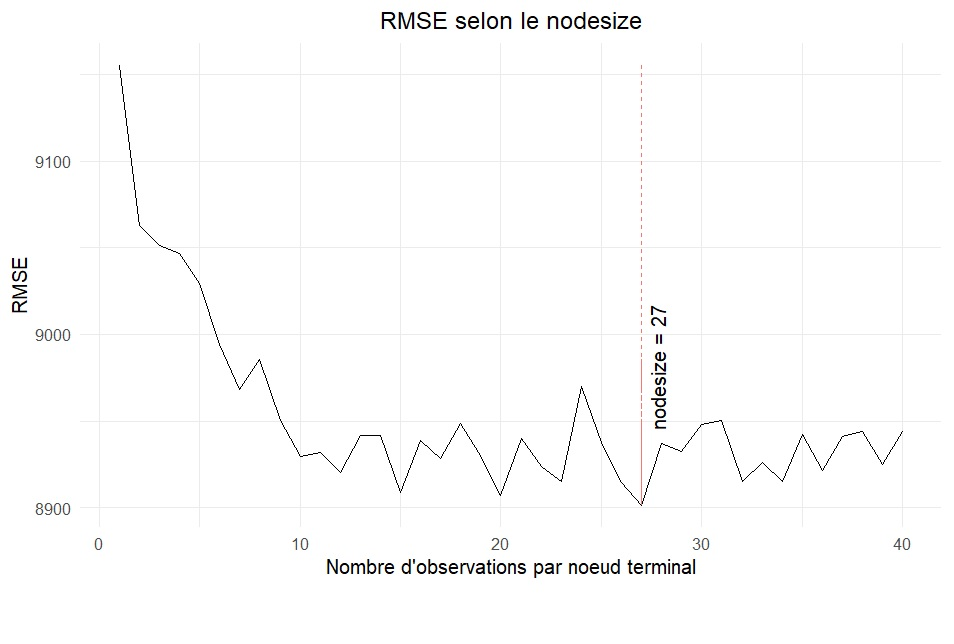 RMSE selon le nodesize
RMSE
9100
9000
8900
nodesize = 27
0
10
20
30
40
Nombre d'observations par noeud terminal